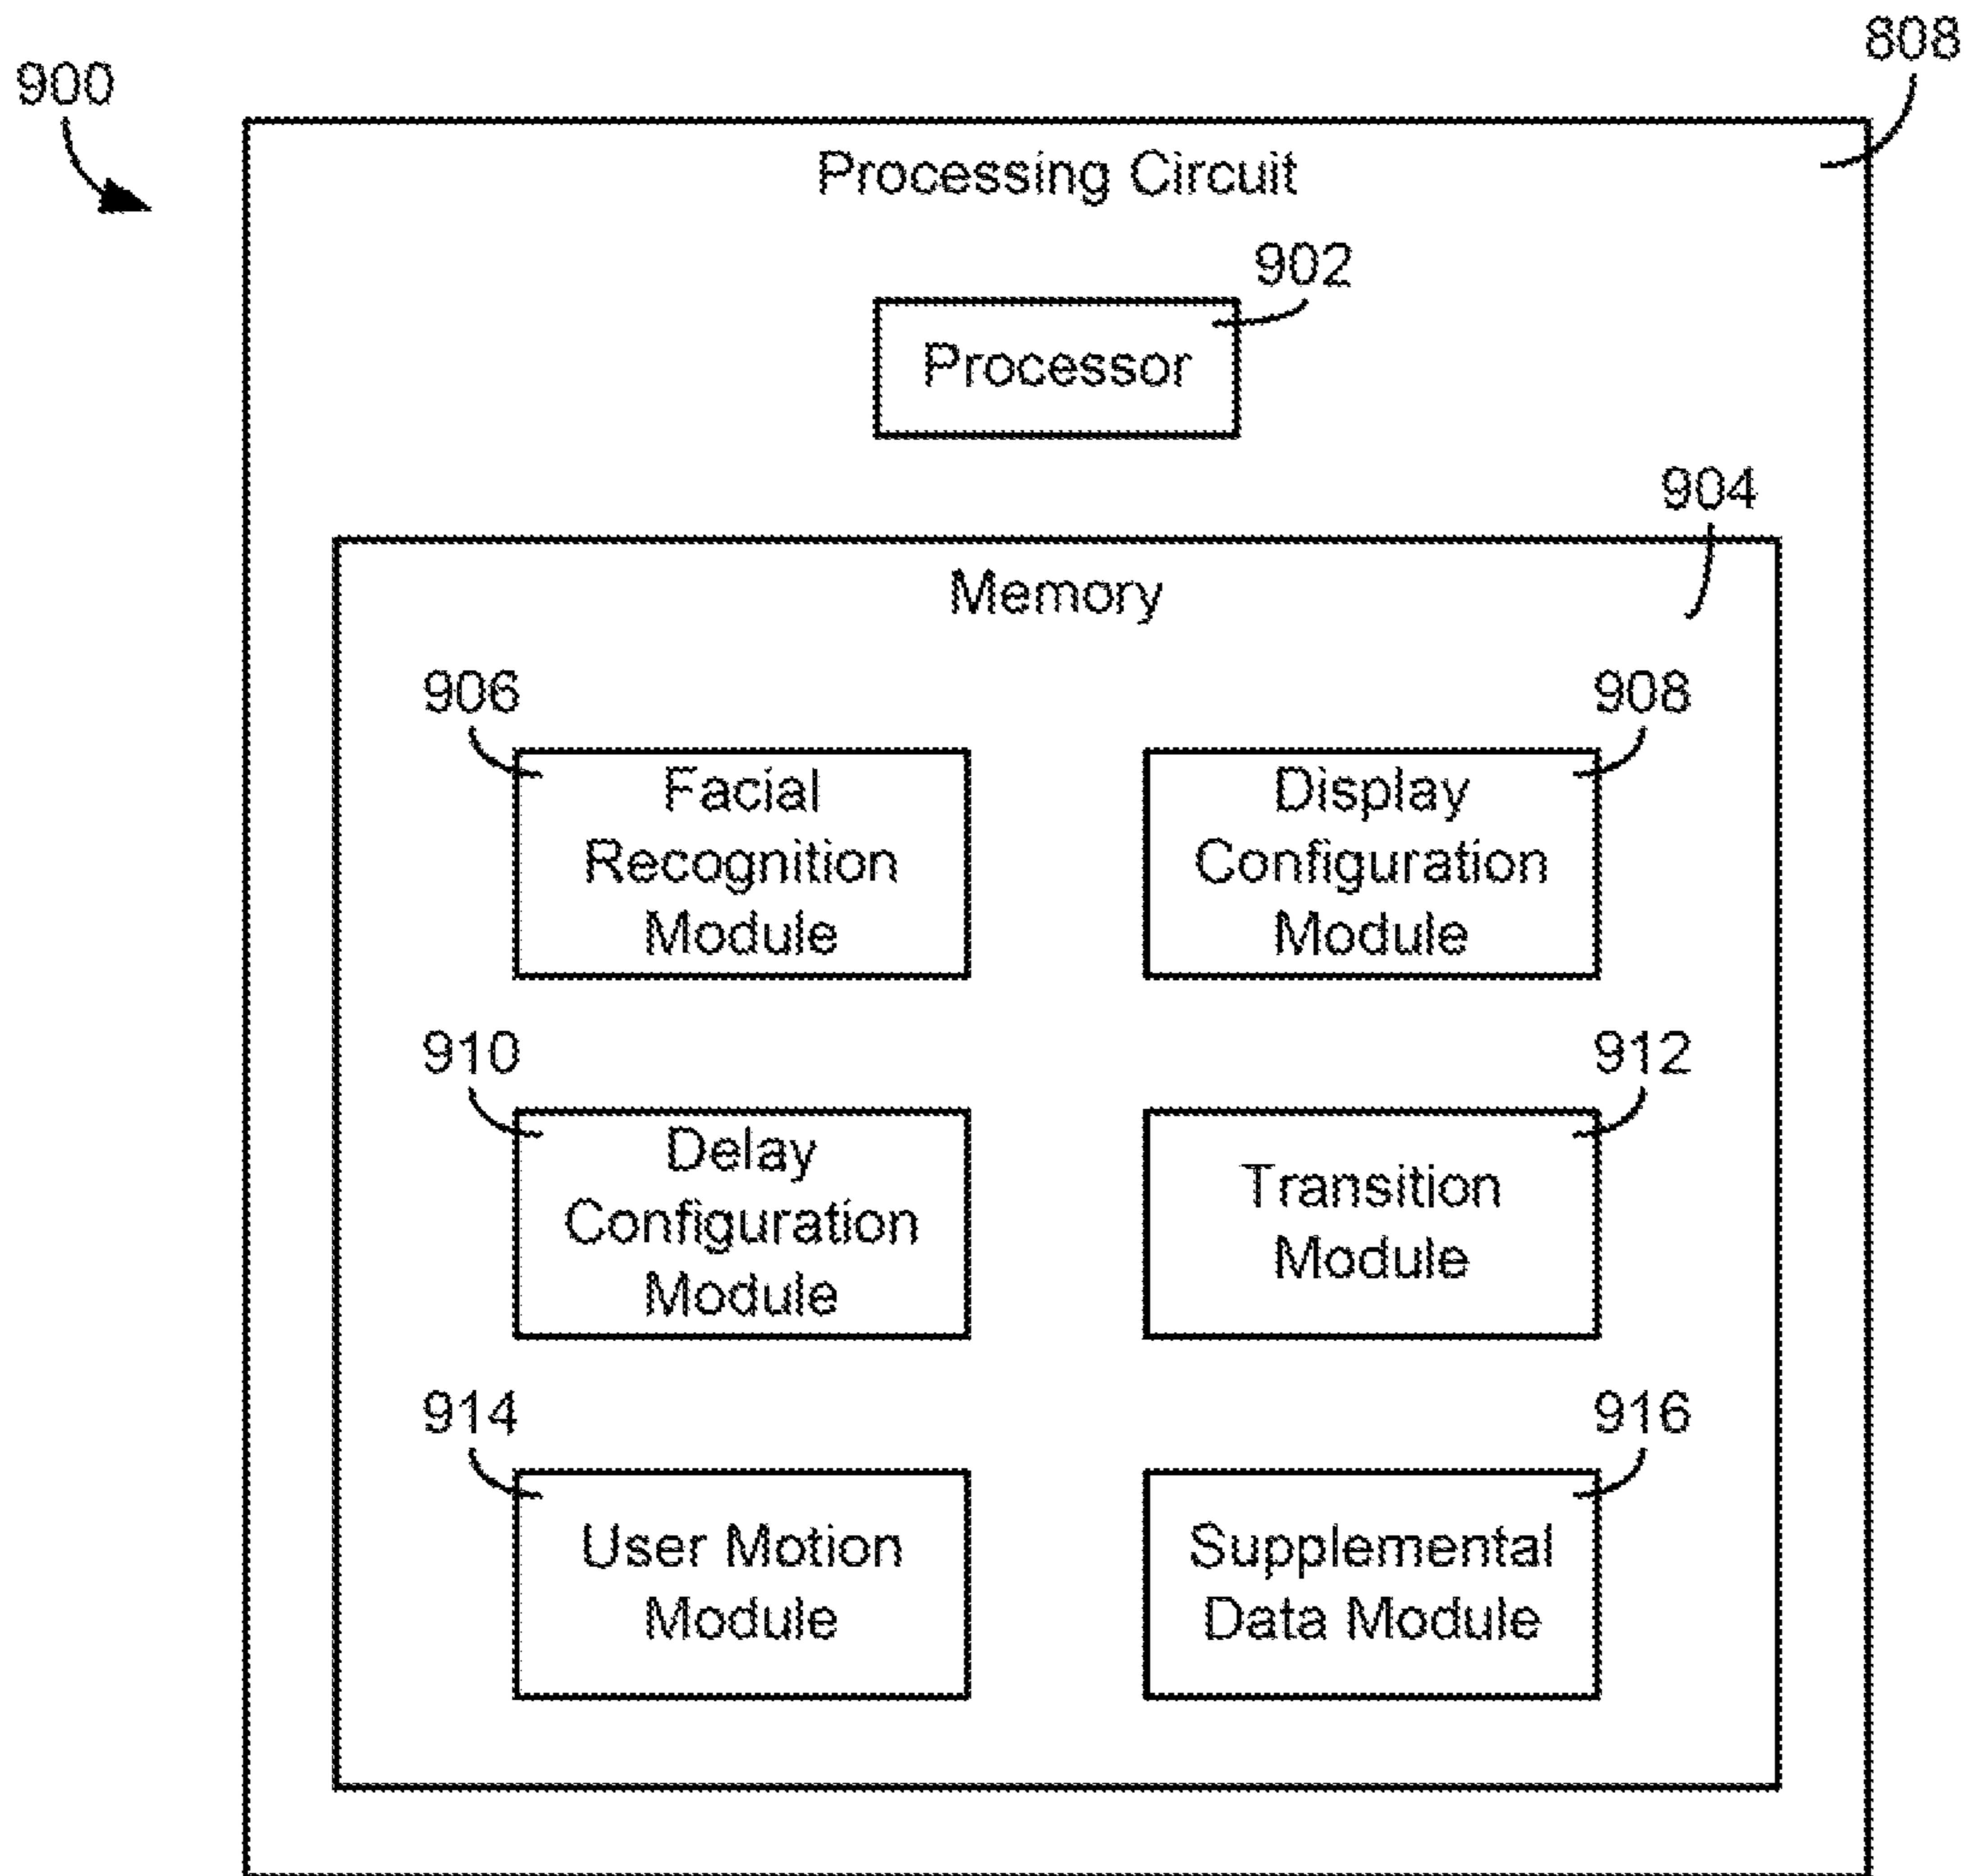 900
808
Processing Circuit
902
Processor
904
Memory
906
Facial
Recognition
Module
908
Display
Configuration
Module
910
Delay
Configuration
Module
912
Transition
Module
914
User Motion
Module
916
Supplemental
Data Module